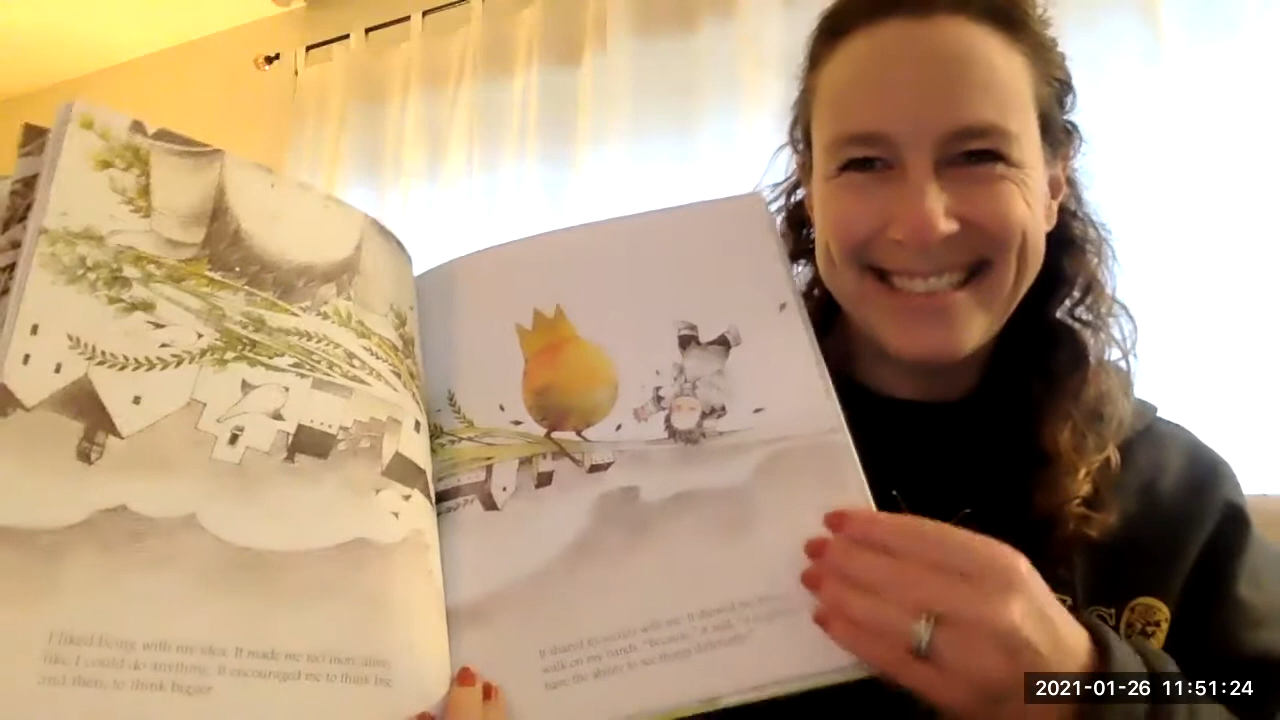 I liked being with my idea. It made me feel more alive,
like I could do anything. It encouraged me to think big...
and then, to think bigger.
It shared its secrets with me. It showed me how to
walk on my hands. "Because," it said, "it is good to
have the ability to see things differently."
2021-01-26 11:51:24